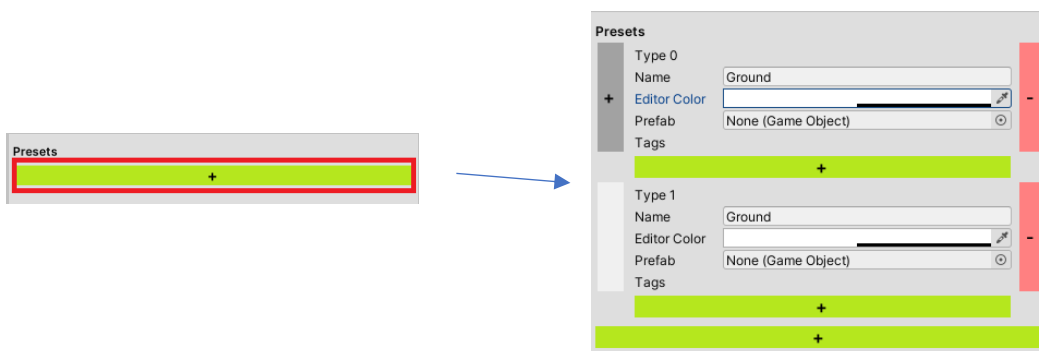 Presets
+
Presets
Type 0
Name Ground
+ Editor Color -
Prefab None (Game Object)
Tags
+
Type 1
Name Ground
Editor Color -
Prefab None (Game Object)
Tags
+
+